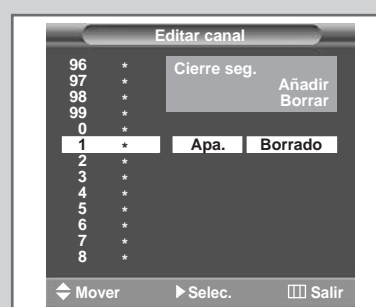 Editar canal
96 *
97 *
98 *
99 *
0 *
1 * Apa. Borrado
2 *
3 *
4 *
5 *
6 *
7 *
8 *
Cierre seg.
Añadir
Borrar
Mover Selec. Salir